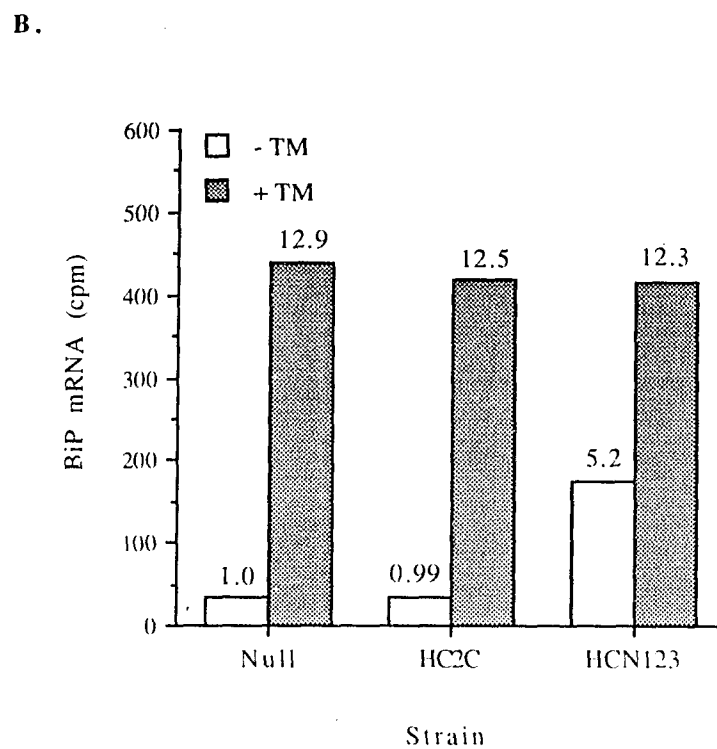 B.
600
- TM
+ TM
500
12.9
12.5
12.3
400
300
200
5.2
100
1.0
0.99
0
BiP mRNA (cpm)
Null
HC2C
HCN123
Strain